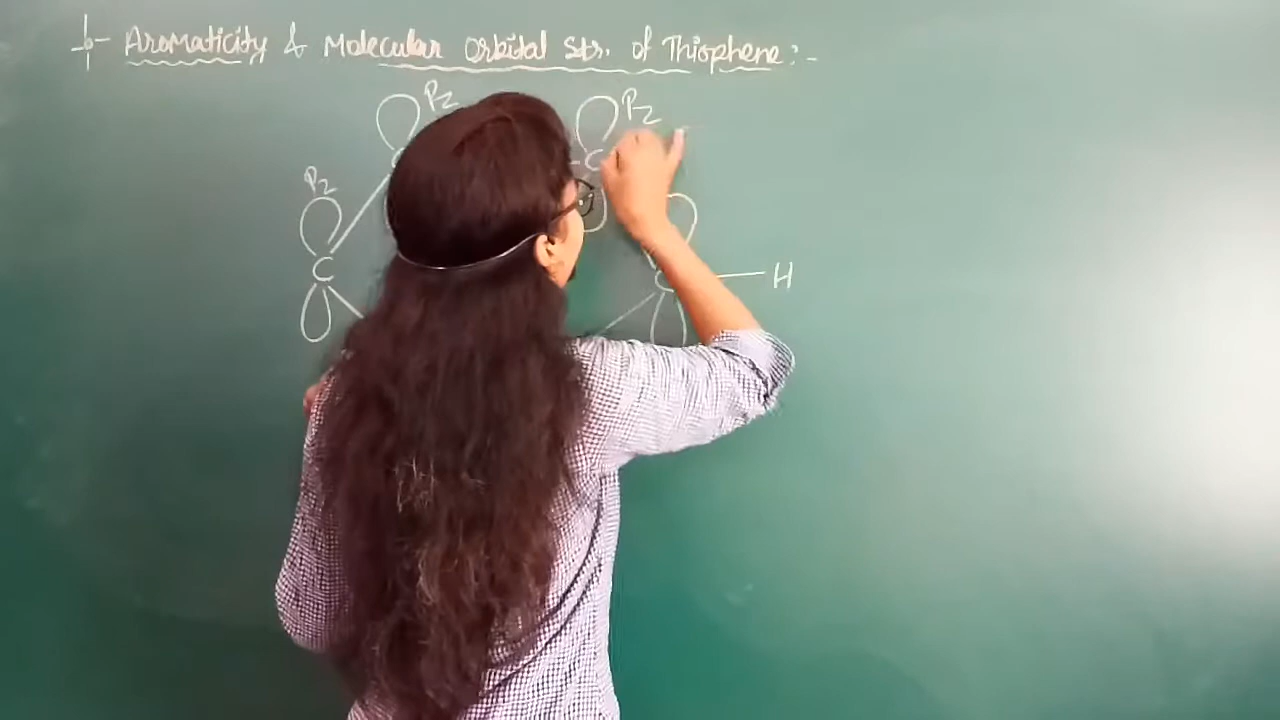 Aromaticity & Molecular orbital str. of Thiophene:-
Pz Pz
C
Pz
C
C H